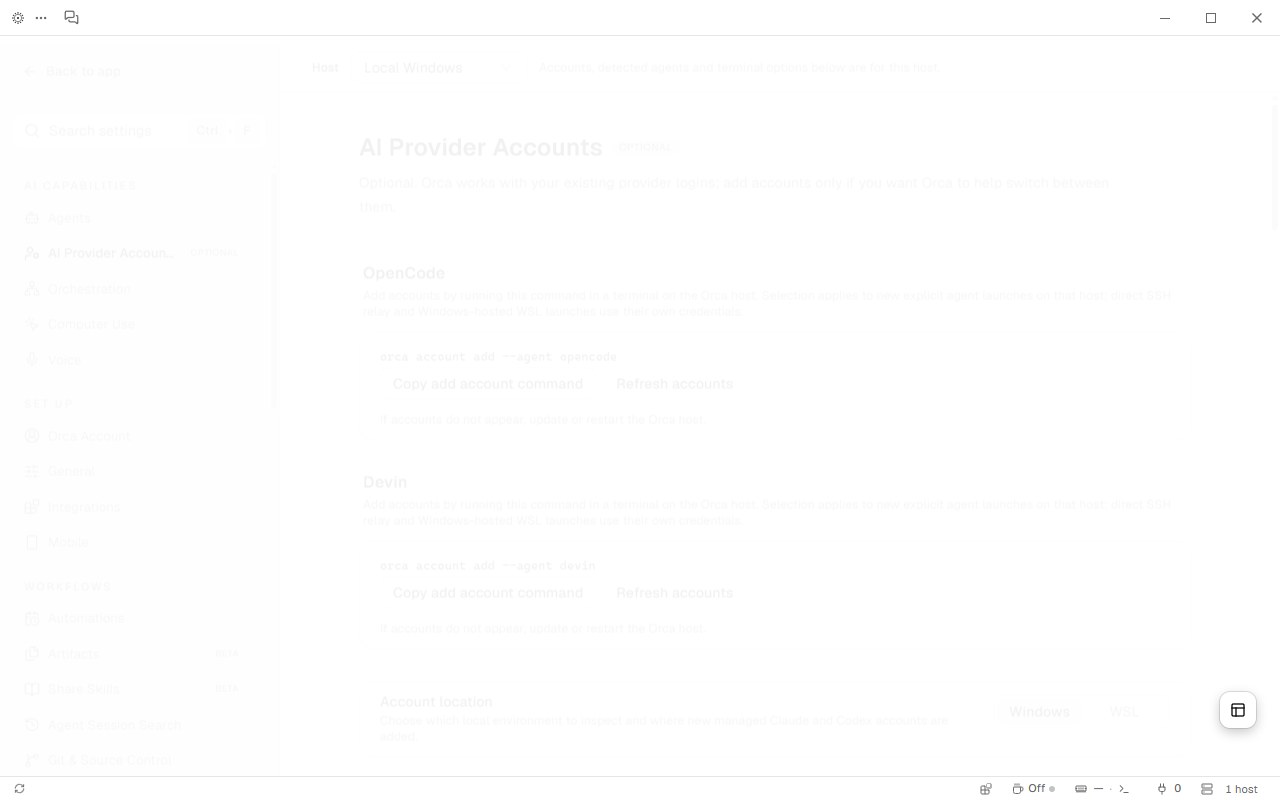 Back to app
Host
Local Windows
Accounts, detected agents and terminal options below are for this host.
Search settings
Ctrl + F
AI CAPABILITIES
Agents
AI Provider Accoun... OPTIONAL
Orchestration
Computer Use
Voice
SET UP
Orca Account
General
Integrations
Mobile
WORKFLOWS
Automations
Artifacts BETA
Share Skills BETA
Agent Session Search
Git & Source Control
AI Provider Accounts OPTIONAL
Optional. Orca works with your existing provider logins; add accounts only if you want Orca to help switch between
them.
OpenCode
Add accounts by running this command in a terminal on the Orca host. Selection applies to new explicit agent launches on that host; direct SSH
relay and Windows-hosted WSL launches use their own credentials.
orca account add --agent opencode
Copy add account command Refresh accounts
If accounts do not appear, update or restart the Orca host.
Devin
Add accounts by running this command in a terminal on the Orca host. Selection applies to new explicit agent launches on that host; direct SSH
relay and Windows-hosted WSL launches use their own credentials.
orca account add --agent devin
Copy add account command Refresh accounts
If accounts do not appear, update or restart the Orca host.
Account location
Choose which local environment to inspect and where new managed Claude and Codex accounts are
added.
Windows WSL
Off
— ·
0
1 host